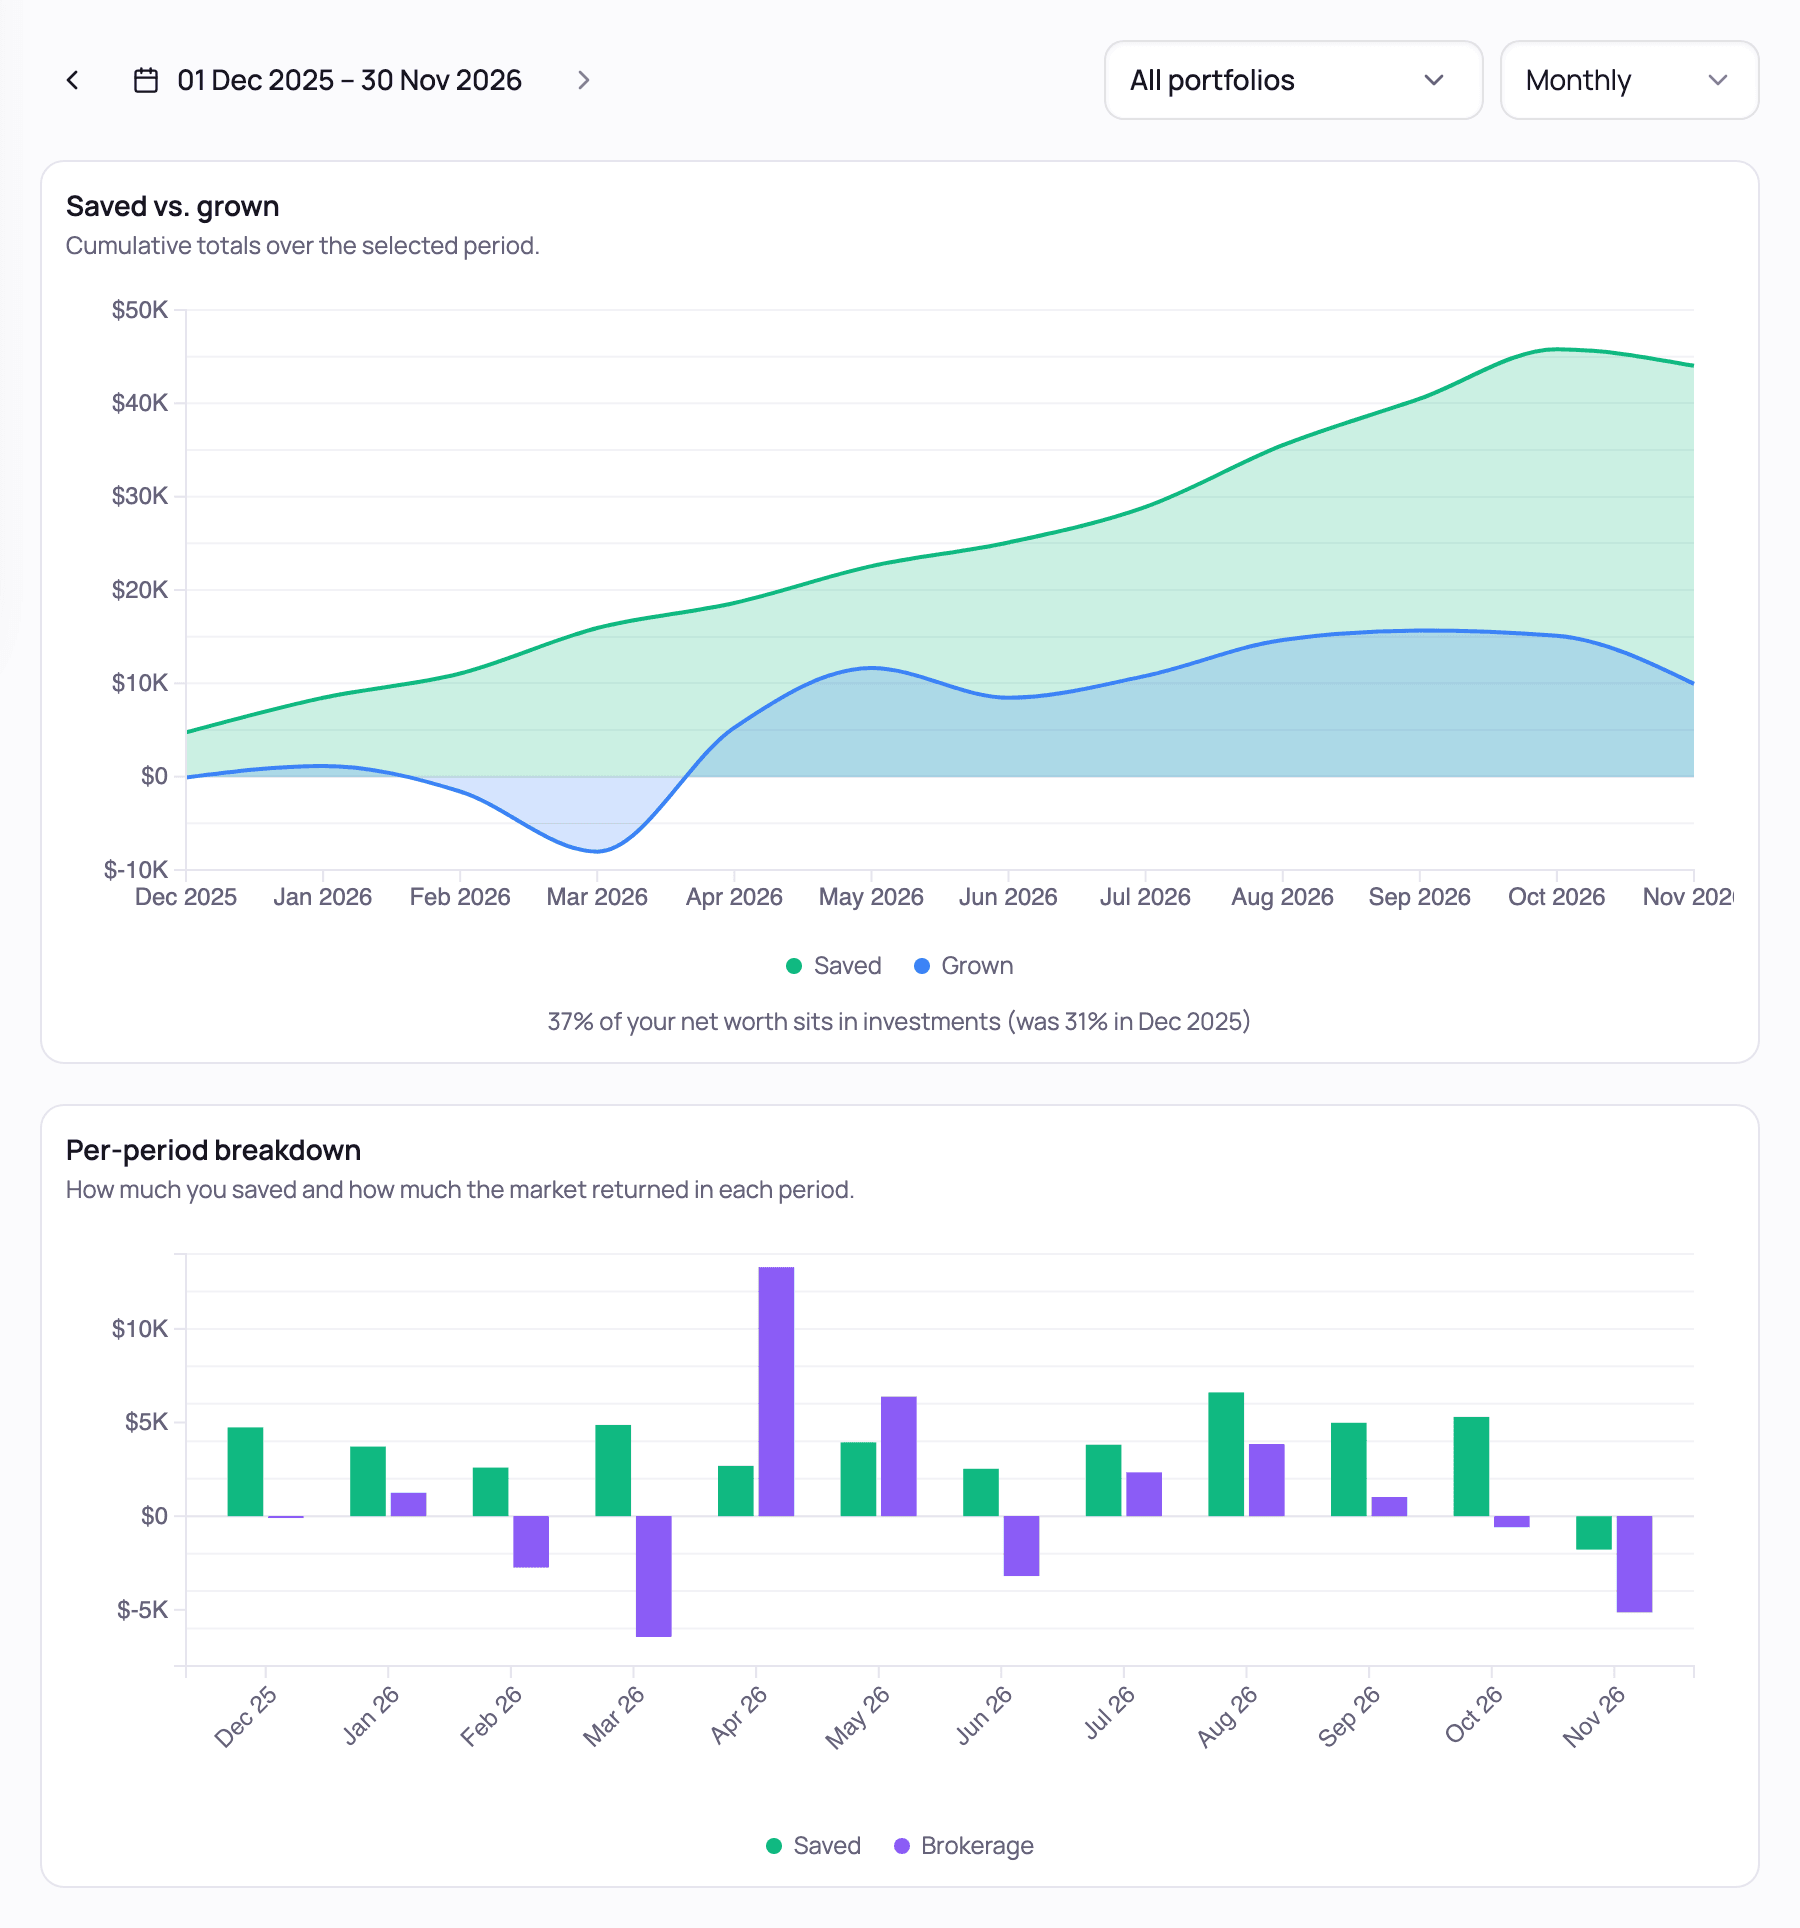 01 Dec 2025 – 30 Nov 2026
All portfolios
Monthly
Saved vs. grown
Cumulative totals over the selected period.
$50K
$40K
$30K
$20K
$10K
$0
$-10K
Dec 2025 Jan 2026 Feb 2026 Mar 2026 Apr 2026 May 2026 Jun 2026 Jul 2026 Aug 2026 Sep 2026 Oct 2026 Nov 202
Saved Grown
37% of your net worth sits in investments (was 31% in Dec 2025)
Per-period breakdown
How much you saved and how much the market returned in each period.
$10K
$5K
$0
$-5K
Dec 25 Jan 26 Feb 26 Mar 26 Apr 26 May 26 Jun 26 Jul 26 Aug 26 Sep 26 Oct 26 Nov 26
Saved Brokerage